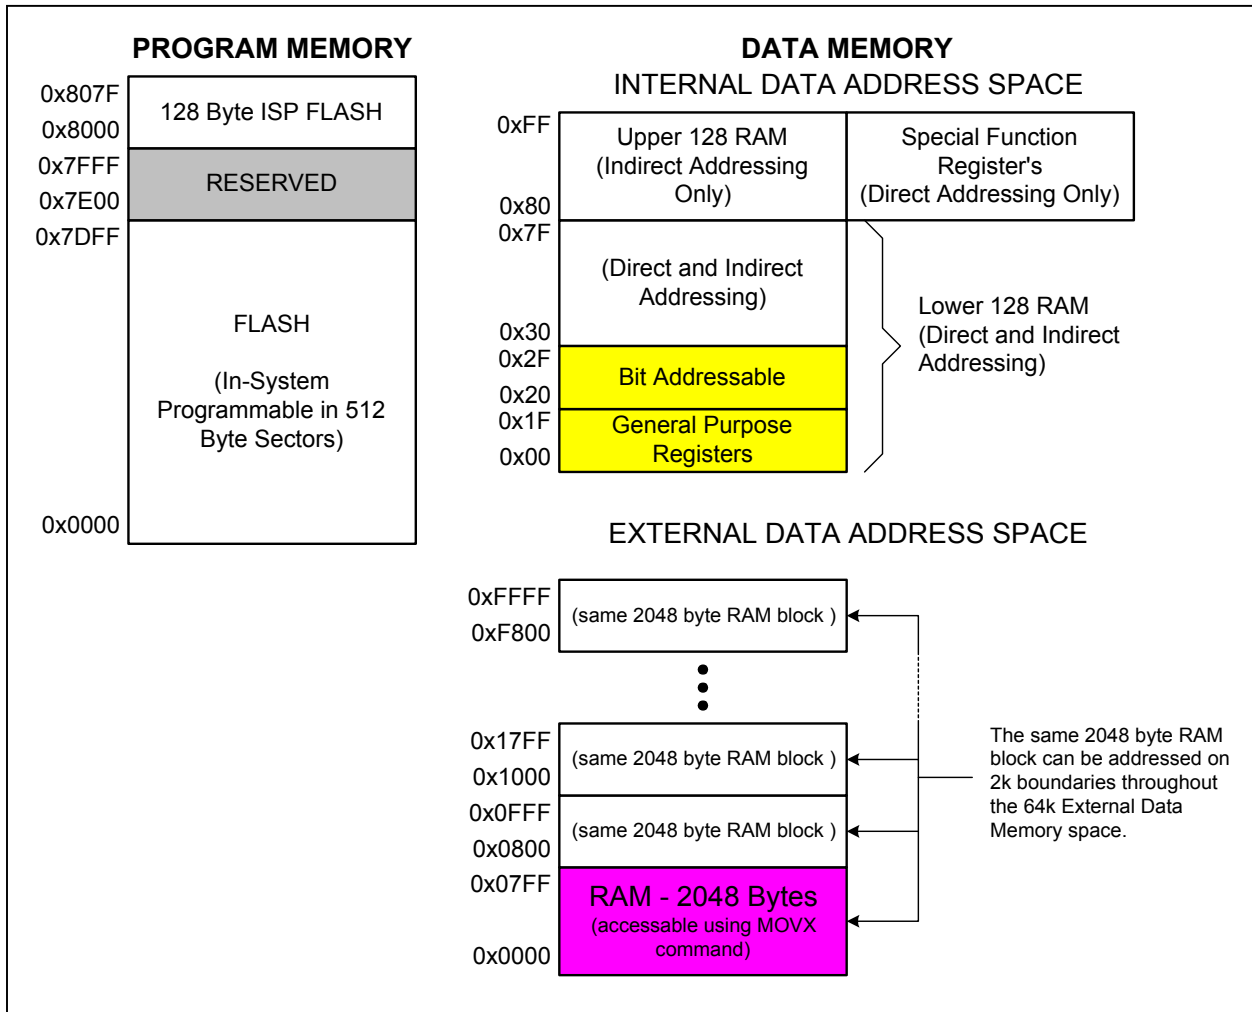 PROGRAM MEMORY
0x807F
0x8000
128 Byte ISP FLASH
0x7FFF
0x7E00
RESERVED
0x7DFF
FLASH
(In-System
Programmable in 512
Byte Sectors)
0x0000
DATA MEMORY
INTERNAL DATA ADDRESS SPACE
0xFF
Upper 128 RAM
(Indirect Addressing
Only)
0x80
Special Function
Register's
(Direct Addressing Only)
0x7F
(Direct and Indirect
Addressing)
0x30
0x2F
Bit Addressable
0x20
0x1F
General Purpose
Registers
0x00
Lower 128 RAM
(Direct and Indirect
Addressing)
EXTERNAL DATA ADDRESS SPACE
0xFFFF
(same 2048 byte RAM block )
0xF800
0x17FF
(same 2048 byte RAM block )
0x1000
0x0FFF
(same 2048 byte RAM block )
0x0800
0x07FF
RAM - 2048 Bytes
(accessable using MOVX
command)
0x0000
The same 2048 byte RAM
block can be addressed on
2k boundaries throughout
the 64k External Data
Memory space.